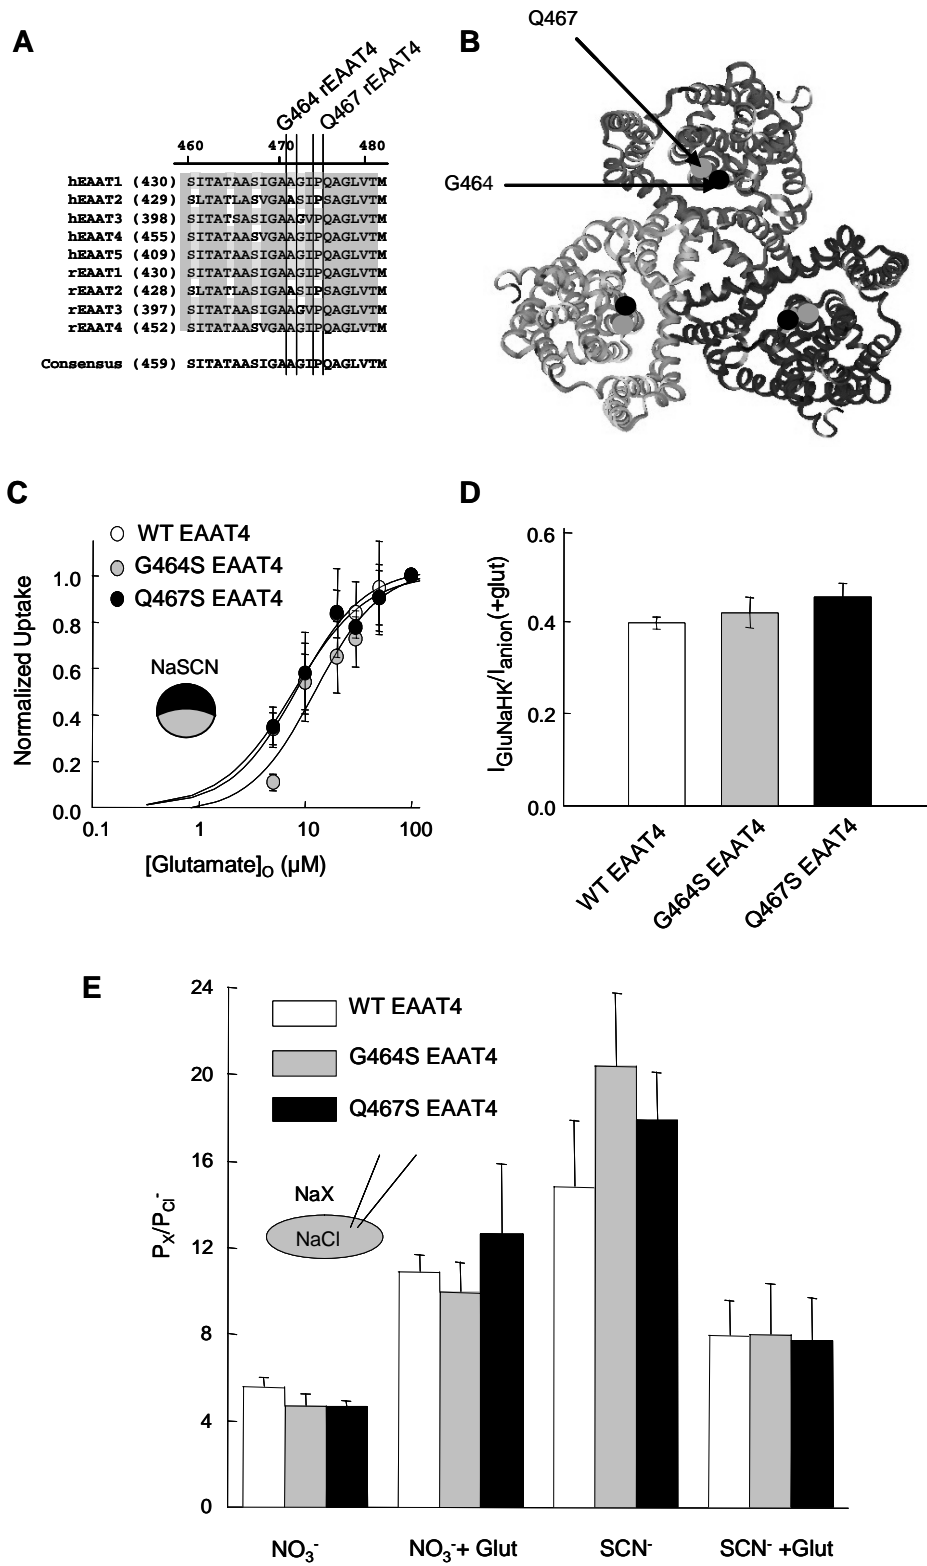 A
G464 rEAAT4
Q467 rEAAT4
460 470 480
hEAAT1 (430) SITATAASIGAAGIPQAGLVTM
hEAAT2 (429) SLTATLASVGAASIPSAGLVTM
hEAAT3 (398) SITATSASIGAAGVPQAGLVTM
hEAAT4 (455) SITATAASVGAAGIPQAGLVTM
hEAAT5 (409) SITATAASIGAAGIPQAGLVTM
rEAAT1 (430) SITATAASIGAAGIPQAGLVTM
rEAAT2 (428) SLTATLASIGAASIPSAGLVTM
rEAAT3 (397) SITATAASIGAAGVPQAGLVTM
rEAAT4 (452) SITATAASVGAAGIPQAGLVTM
Consensus (459) SITATAASIGAAGIPQAGLVTM
B
Q467
G464
C
WT EAAT4
G464S EAAT4
Q467S EAAT4
NaSCN
Normalized Uptake
1.0
0.8
0.6
0.4
0.2
0.0
0.1 1 10 100
[Glutamate]O (µM)
D
IGluNaHK/Ianion(+glut)
0.6
0.4
0.2
0.0
WT EAAT4
G464S EAAT4
Q467S EAAT4
E
WT EAAT4
G464S EAAT4
Q467S EAAT4
NaX
NaCl
PX/PCl-
24
20
16
12
8
4
0
NO3- NO3-+ Glut SCN- SCN- +Glut